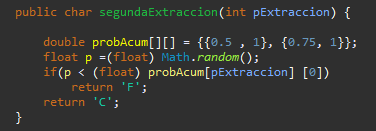 public char segundaExtraccion(int pExtraccion) {
double probAcum[][] = {{0.5 , 1}, {0.75, 1}};
float p =(float) Math.random();
if(p < (float) probAcum[pExtraccion] [0])
return 'F';
return 'C';
}